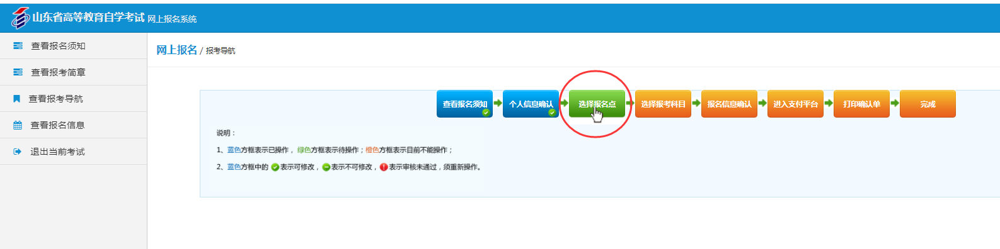 山东省高等教育自学考试 网上报名系统
查看报名须知
查看报考简章
查看报考导航
查看报名信息
退出当前考试
网上报名 / 报考导航
查看报名须知 个人信息确认 选择报名点 选择报考科目 报名信息确认 进入支付平台 打印确认单 完成
说明：
1、蓝色方框表示已操作，绿色方框表示待操作；橙色方框表示目前不能操作；
2、蓝色方框中的 表示可修改， 表示不可修改， 表示审核未通过，须重新操作。